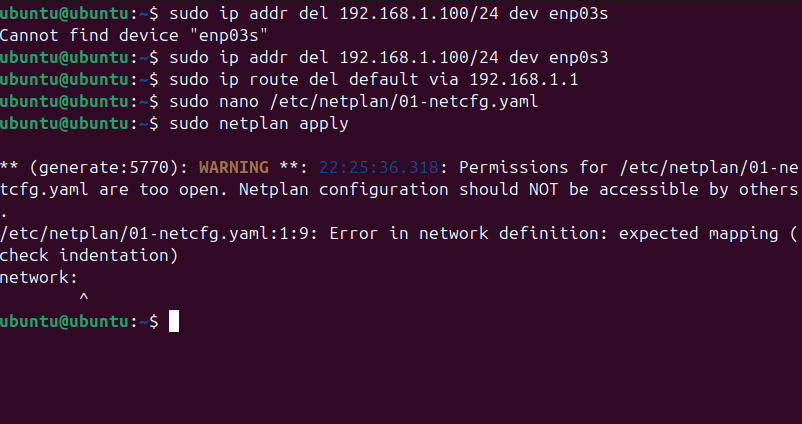 ubuntu@ubuntu:~$ sudo ip addr del 192.168.1.100/24 dev enp03s
Cannot find device "enp03s"
ubuntu@ubuntu:~$ sudo ip addr del 192.168.1.100/24 dev enp0s3
ubuntu@ubuntu:~$ sudo ip route del default via 192.168.1.1
ubuntu@ubuntu:~$ sudo nano /etc/netplan/01-netcfg.yaml
ubuntu@ubuntu:~$ sudo netplan apply

** (generate:5770): WARNING **: 22:25:36.318: Permissions for /etc/netplan/01-ne
tcfg.yaml are too open. Netplan configuration should NOT be accessible by others
.
/etc/netplan/01-netcfg.yaml:1:9: Error in network definition: expected mapping (
check indentation)
network:
        ^
ubuntu@ubuntu:~$